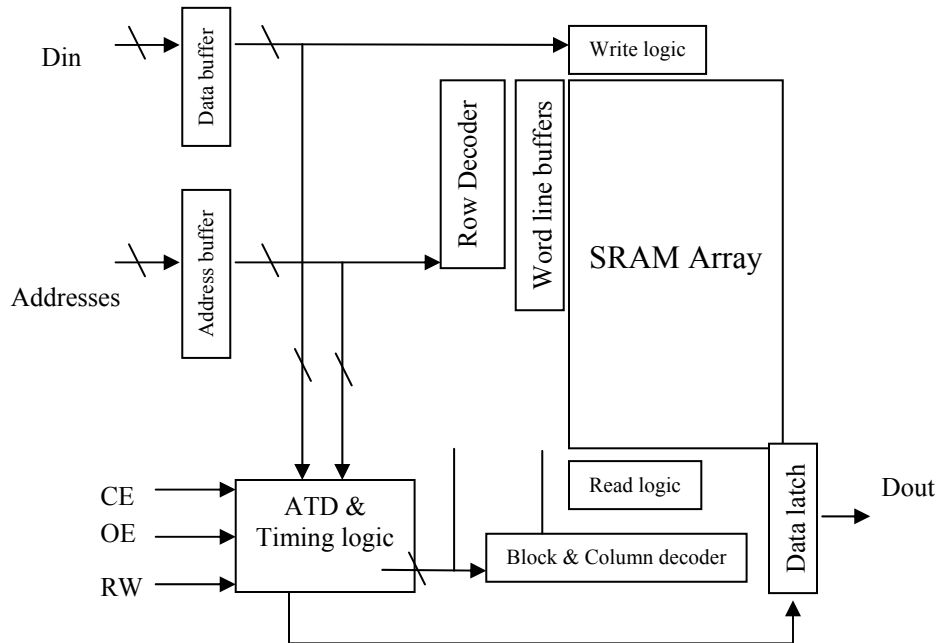 Din
Data buffer
Write logic
Row Decoder
Word line buffers
SRAM Array
Addresses
Address buffer
CE
OE
RW
ATD &
Timing logic
Read logic
Block & Column decoder
Data latch
Dout